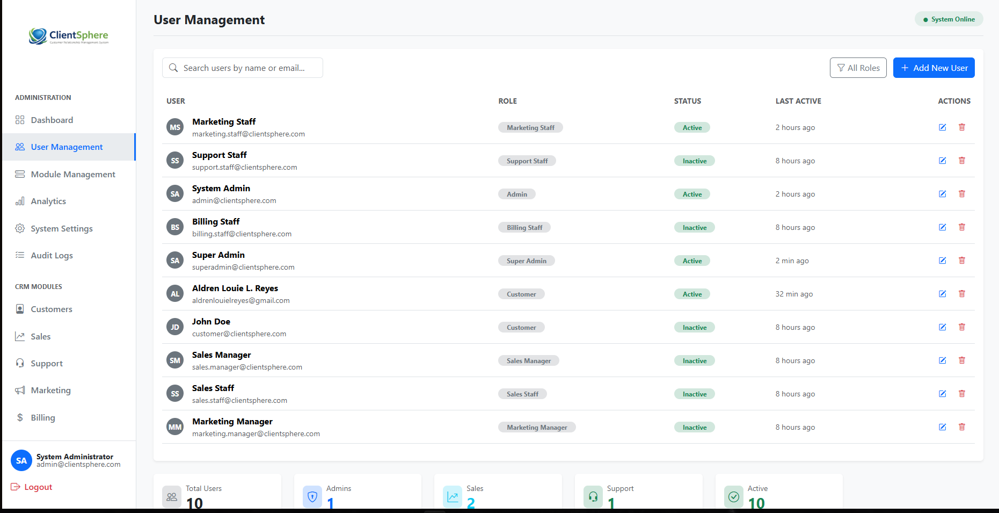 ClientSphere
Customer Relationship Management System
ADMINISTRATION
Dashboard
User Management
Module Management
Analytics
System Settings
Audit Logs
CRM MODULES
Customers
Sales
Support
Marketing
Billing
SA
System Administrator
admin@clientsphere.com
Logout
User Management
System Online
Search users by name or email...
All Roles
Add New User
USER ROLE STATUS LAST ACTIVE ACTIONS
MS Marketing Staff
marketing.staff@clientsphere.com
Marketing Staff Active 2 hours ago
SS Support Staff
support.staff@clientsphere.com
Support Staff Inactive 8 hours ago
SA System Admin
admin@clientsphere.com
Admin Active 2 hours ago
BS Billing Staff
billing.staff@clientsphere.com
Billing Staff Inactive 8 hours ago
SA Super Admin
superadmin@clientsphere.com
Super Admin Active 2 min ago
AL Aldren Louie L. Reyes
aldrenlouielreyes@gmail.com
Customer Active 32 min ago
JD John Doe
customer@clientsphere.com
Customer Inactive 8 hours ago
SM Sales Manager
sales.manager@clientsphere.com
Sales Manager Inactive 8 hours ago
SS Sales Staff
sales.staff@clientsphere.com
Sales Staff Inactive 8 hours ago
MM Marketing Manager
marketing.manager@clientsphere.com
Marketing Manager Inactive 8 hours ago
Total Users
10
Admins
1
Sales
2
Support
1
Active
10